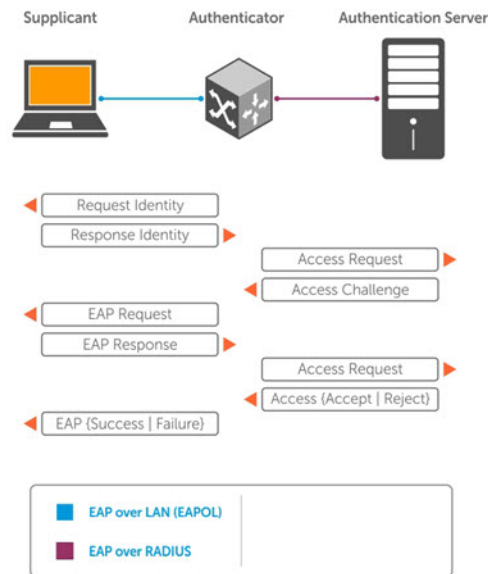 Supplicant
Authenticator
Authentication Server
Request Identity
Response Identity
Access Request
Access Challenge
EAP Request
EAP Response
Access Request
Access {Accept | Reject}
EAP {Success | Failure}
EAP over LAN (EAPOL)
EAP over RADIUS